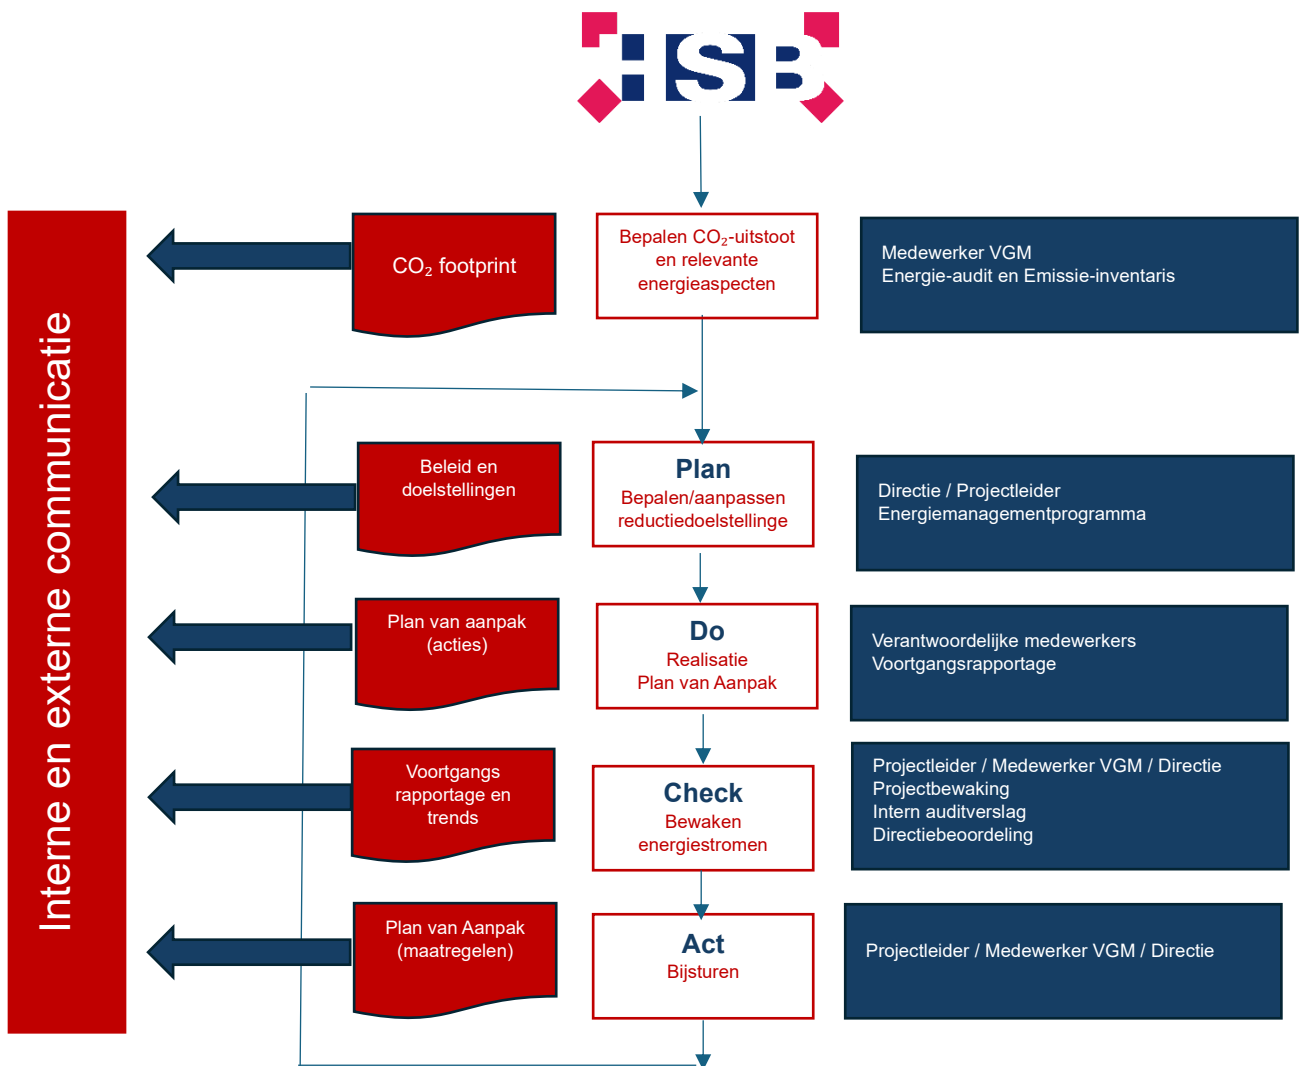 HSB
Interne en externe communicatie
CO₂ footprint
Bepalen CO₂-uitstoot
en relevante
energieaspecten
Medewerker VGM
Energie-audit en Emissie-inventaris
Beleid en
doelstellingen
Plan
Bepalen/aanpassen
reductiedoelstellinge
Directie / Projectleider
Energiemanagementprogramma
Plan van aanpak
(acties)
Do
Realisatie
Plan van Aanpak
Verantwoordelijke medewerkers
Voortgangsrapportage
Voortgangs
rapportage en
trends
Check
Bewaken
energiestromen
Projectleider / Medewerker VGM / Directie
Projectbewaking
Intern auditverslag
Directiebeoordeling
Plan van Aanpak
(maatregelen)
Act
Bijsturen
Projectleider / Medewerker VGM / Directie